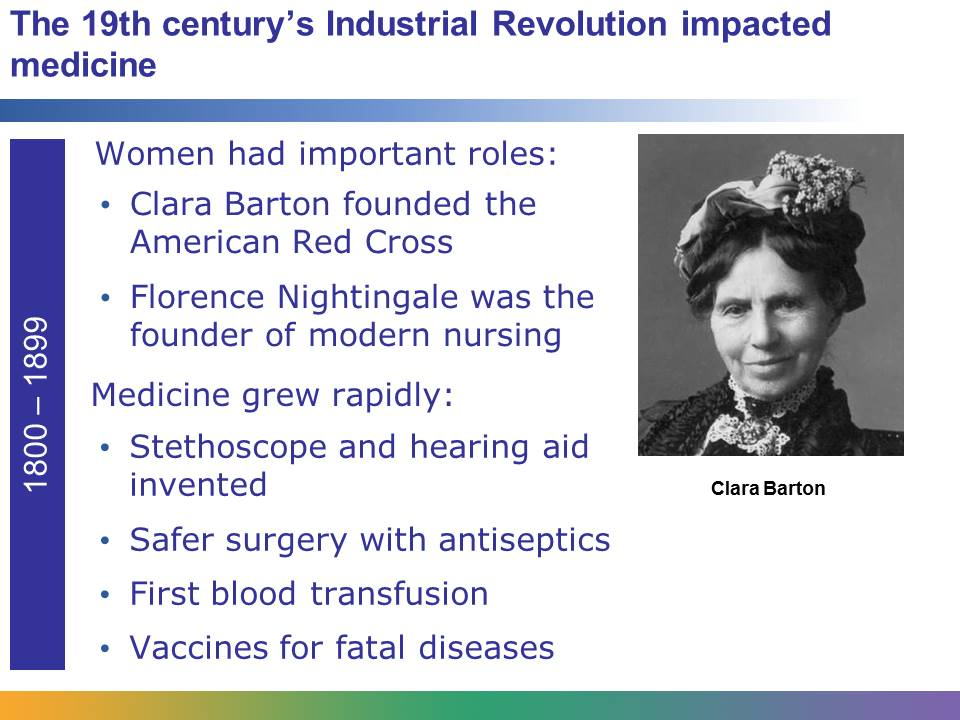 The 19th century’s Industrial Revolution impacted
medicine
1800 – 1899
Women had important roles:
• Clara Barton founded the
American Red Cross
• Florence Nightingale was the
founder of modern nursing
Medicine grew rapidly:
• Stethoscope and hearing aid
invented
• Safer surgery with antiseptics
• First blood transfusion
• Vaccines for fatal diseases
Clara Barton